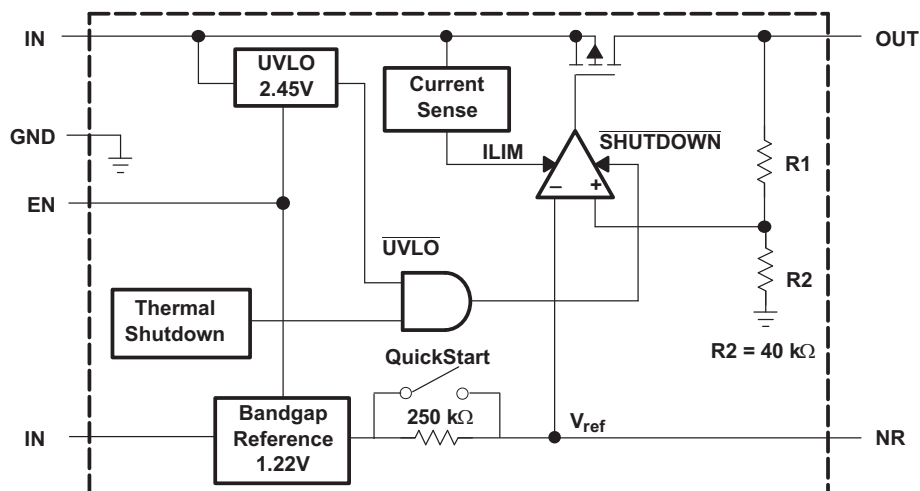 IN
OUT
UVLO
2.45V
Current
Sense
GND
ILIM
SHUTDOWN
R1
EN
UVLO
R2
Thermal
Shutdown
R2 = 40 kΩ
QuickStart
Bandgap
Reference
1.22V
250 kΩ
IN
Vref
NR
− +